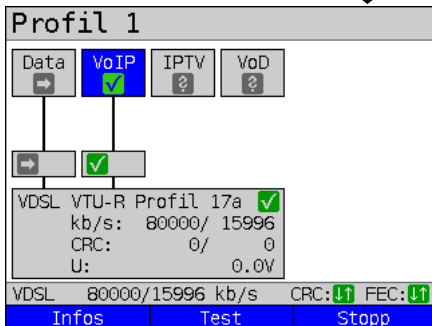 Profil 1
Data VoIP IPTV VoD
VDSL VTU-R Profil 17a
kb/s: 80000/ 15996
CRC: 0/ 0
U: 0.0V
VDSL 80000/15996 kb/s CRC: FEC:
Infos Test Stopp